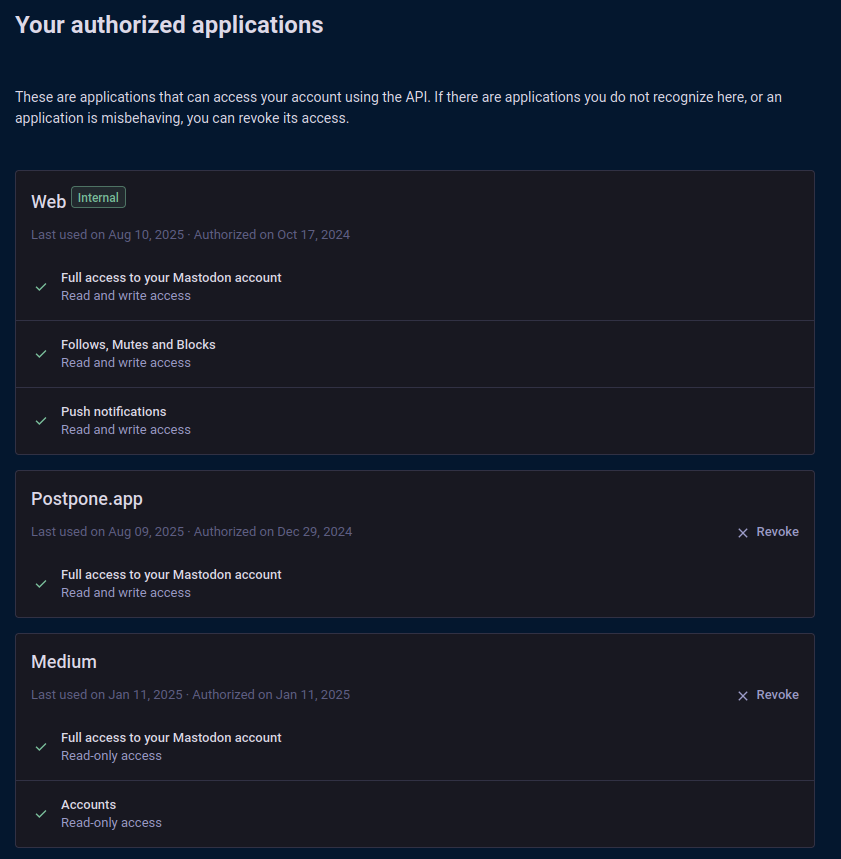 Your authorized applications
These are applications that can access your account using the API. If there are applications you do not recognize here, or an
application is misbehaving, you can revoke its access.
Web Internal
Last used on Aug 10, 2025 · Authorized on Oct 17, 2024
Full access to your Mastodon account
Read and write access
Follows, Mutes and Blocks
Read and write access
Push notifications
Read and write access
Postpone.app
Last used on Aug 09, 2025 · Authorized on Dec 29, 2024 Revoke
Full access to your Mastodon account
Read and write access
Medium
Last used on Jan 11, 2025 · Authorized on Jan 11, 2025 Revoke
Full access to your Mastodon account
Read-only access
Accounts
Read-only access